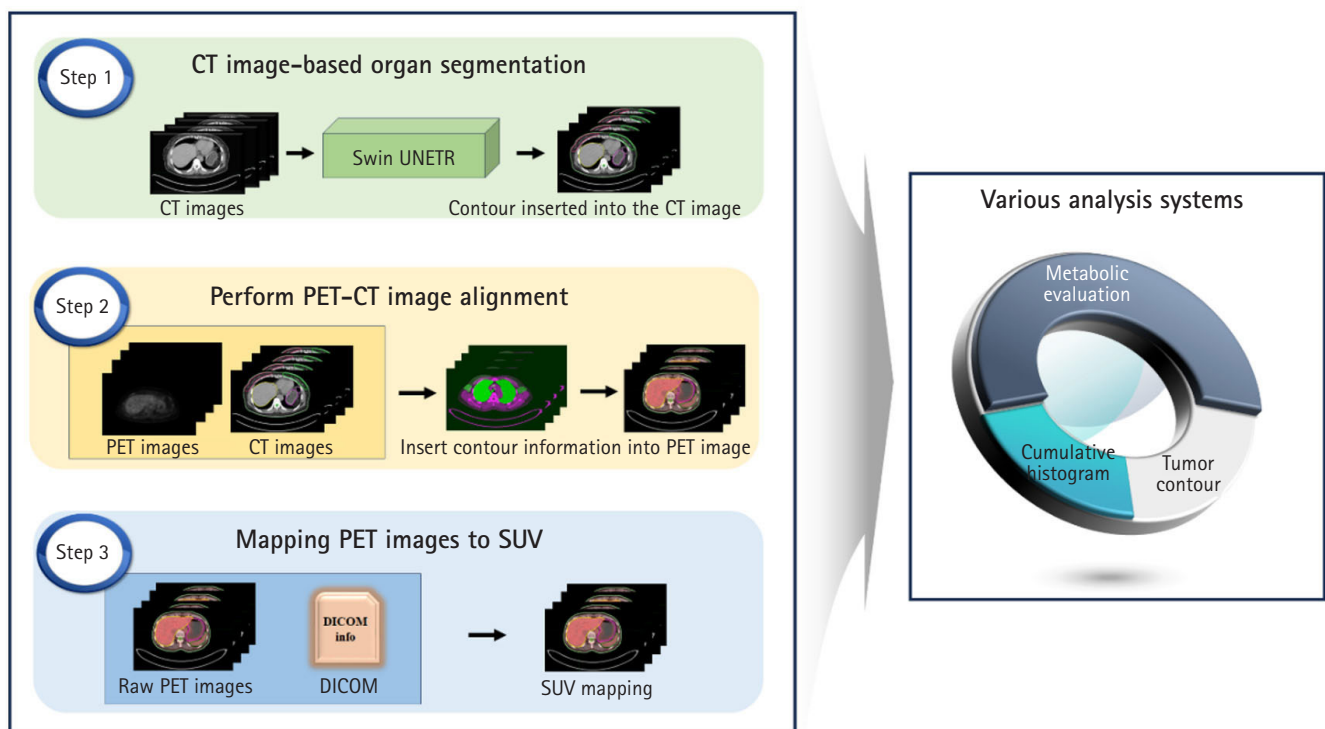 Step 1
CT image-based organ segmentation
Swin UNETR
CT images
Contour inserted into the CT image
Step 2
Perform PET-CT image alignment
PET images
CT images
Insert contour information into PET image
Step 3
Mapping PET images to SUV
DICOM
info
Raw PET images
DICOM
SUV mapping
Various analysis systems
Metabolic
evaluation
Cumulative
histogram
Tumor
contour